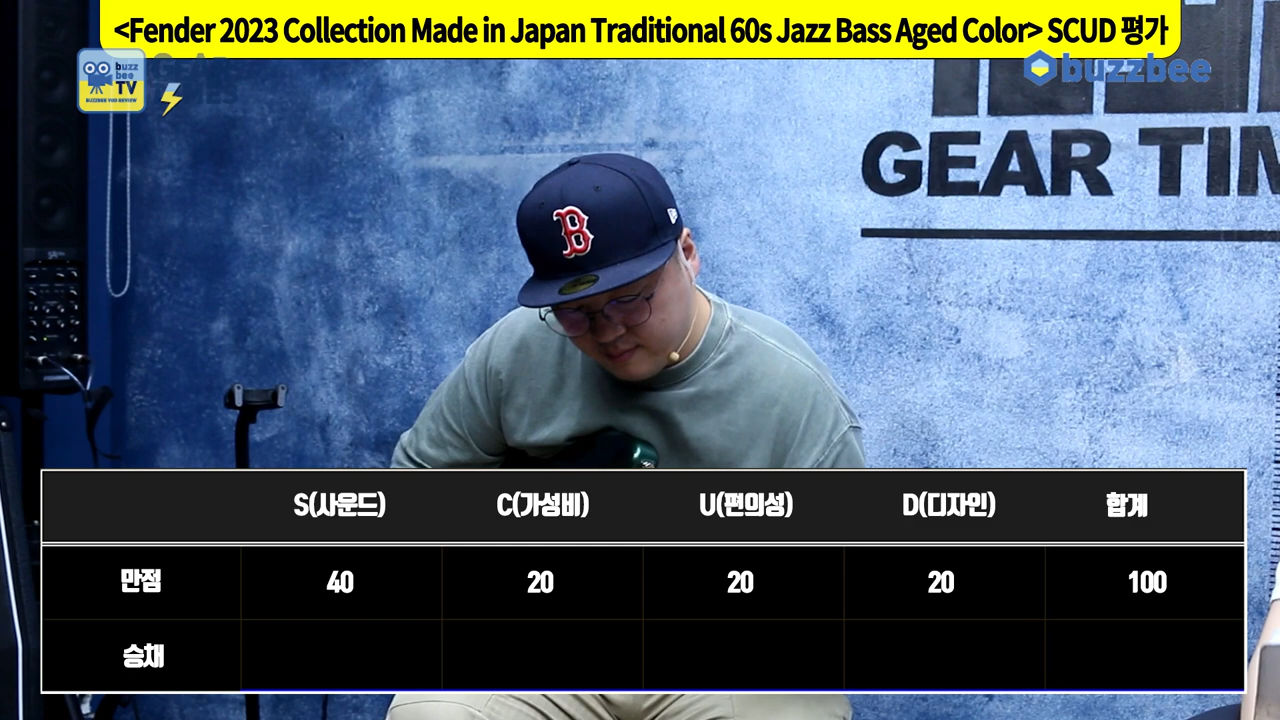 <Fender 2023 Collection Made in Japan Traditional 60s Jazz Bass Aged Color> SCUD 평가
buzz
bee
TV
BUZZBEE VOD REVIEW
buzzbee
GEAR TIM
B
S(사운드) C(가성비) U(편의성) D(디자인) 합계
만점 40 20 20 20 100
승채